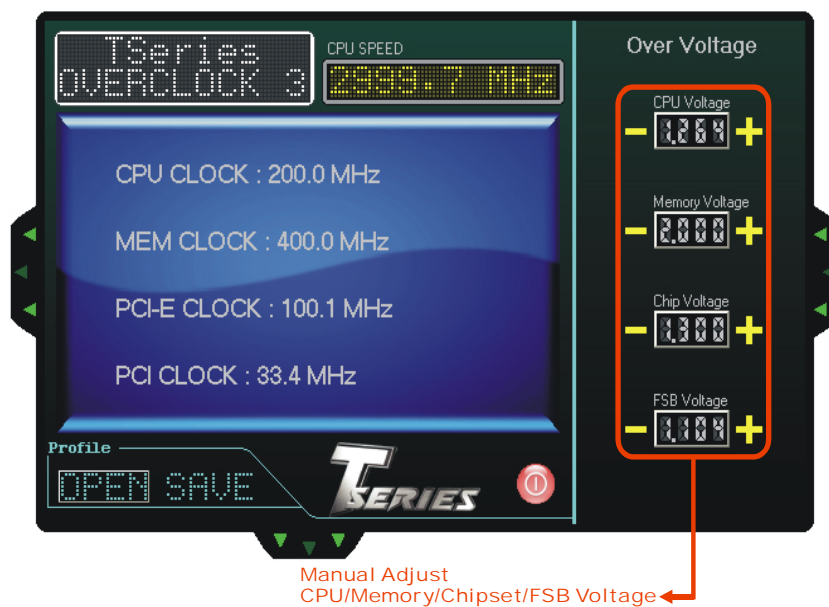 TSeries
OVERCLOCK 3
CPU SPEED
2999.7 MHz
Over Voltage
CPU Voltage
Memory Voltage
2.000
Chip Voltage
1.300
FSB Voltage
CPU CLOCK : 200.0 MHz
MEM CLOCK : 400.0 MHz
PCI-E CLOCK : 100.1 MHz
PCI CLOCK : 33.4 MHz
Profile
OPEN SAVE
TSERIES
Manual Adjust
CPU/Memory/Chipset/FSB Voltage